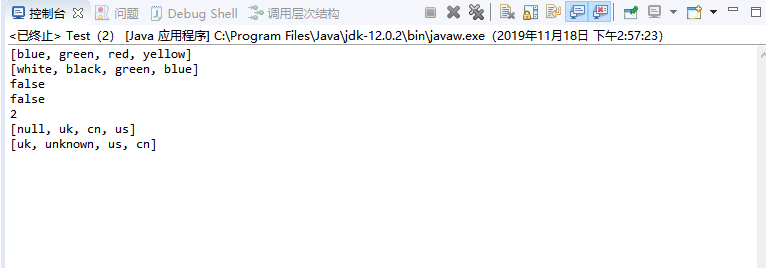 控制台 问题 Debug Shell 调用层次结构
<已终止> Test（2） [Java 应用程序] C:\Program Files\Java\jdk-12.0.2\bin\javaw.exe（2019年11月18日 下午2:57:23）
[blue, green, red, yellow]
[white, black, green, blue]
false
false
2
[null, uk, cn, us]
[uk, unknown, us, cn]